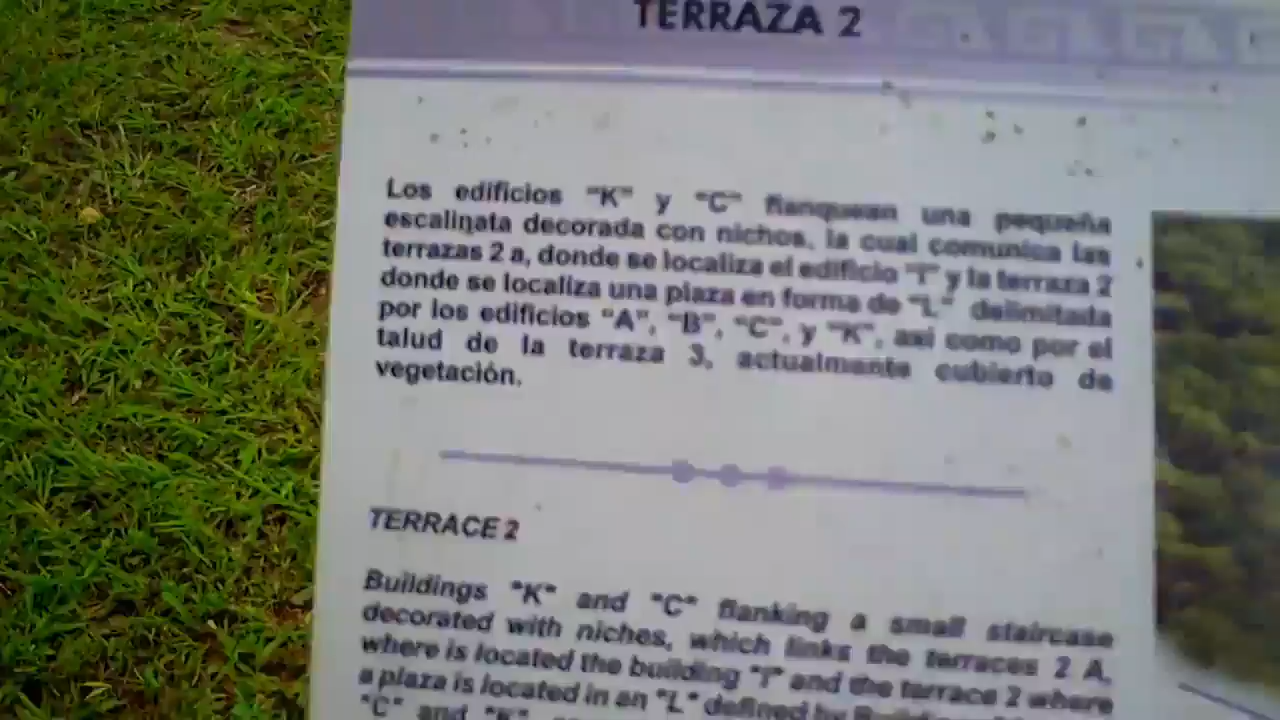 TERRAZA 2
Los edificios "K" y "C" flanquean una pequeña
escalinata decorada con nichos, la cual comunica las
terrazas 2 a, donde se localiza el edificio "I" y la terraza 2
donde se localiza una plaza en forma de "L" delimitada
por los edificios "A", "B", "C", y "K", axi como por el
talud de la terraza 3, actualmente cubierto de
vegetación.
TERRACE 2
Buildings "K" and "C" flanking a small staircase
decorated with niches, which links the terraces 2 A,
where is located the building "I" and the terrace 2 where
a plaza is located in an "L" defined by
"C" and "K"